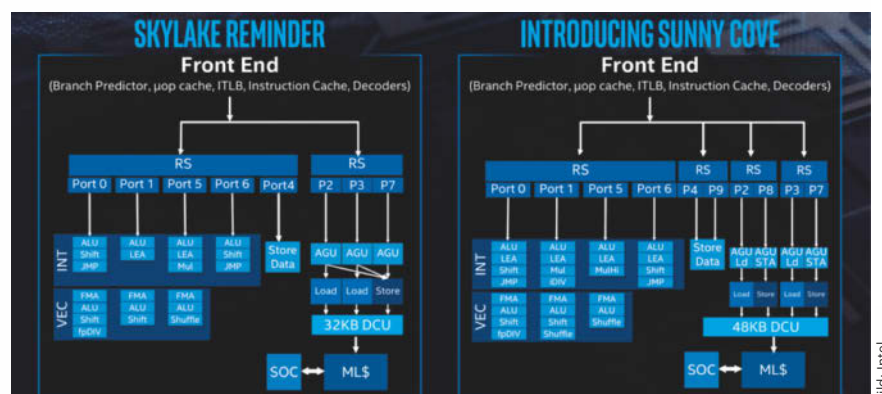 SKYLAKE REMINDER
Front End
(Branch Predictor, μop cache, ITLB, Instruction Cache, Decoders)
RS RS
Port 0 Port 1 Port 5 Port 6 Port4 P2 P3 P7
INT
ALU ALU ALU ALU
Shift LEA LEA Shift
JMP Mul JMP
Store
Data
AGU AGU AGU
VEC
FMA FMA FMA
ALU ALU ALU
Shift Shift Shuffle
fpDIV
Load Load Store
32KB DCU
SOC ML$
INTRODUCING SUNNY COVE
Front End
(Branch Predictor, μop cache, ITLB, Instruction Cache, Decoders)
RS RS RS RS
Port 0 Port 1 Port 5 Port 6 P4 P9 P2 P8 P3 P7
INT
ALU ALU ALU ALU
LEA LEA LEA LEA
Shift Mul MulHi Shift
JMP iDIV JMP
Store
Data
AGU AGU AGU AGU
Ld STA Ld STA
VEC
FMA FMA FMA
ALU ALU ALU
Shift Shift Shuffle
fpDIV Shuffle
Load Store Load Store
48KB DCU
SOC ML$